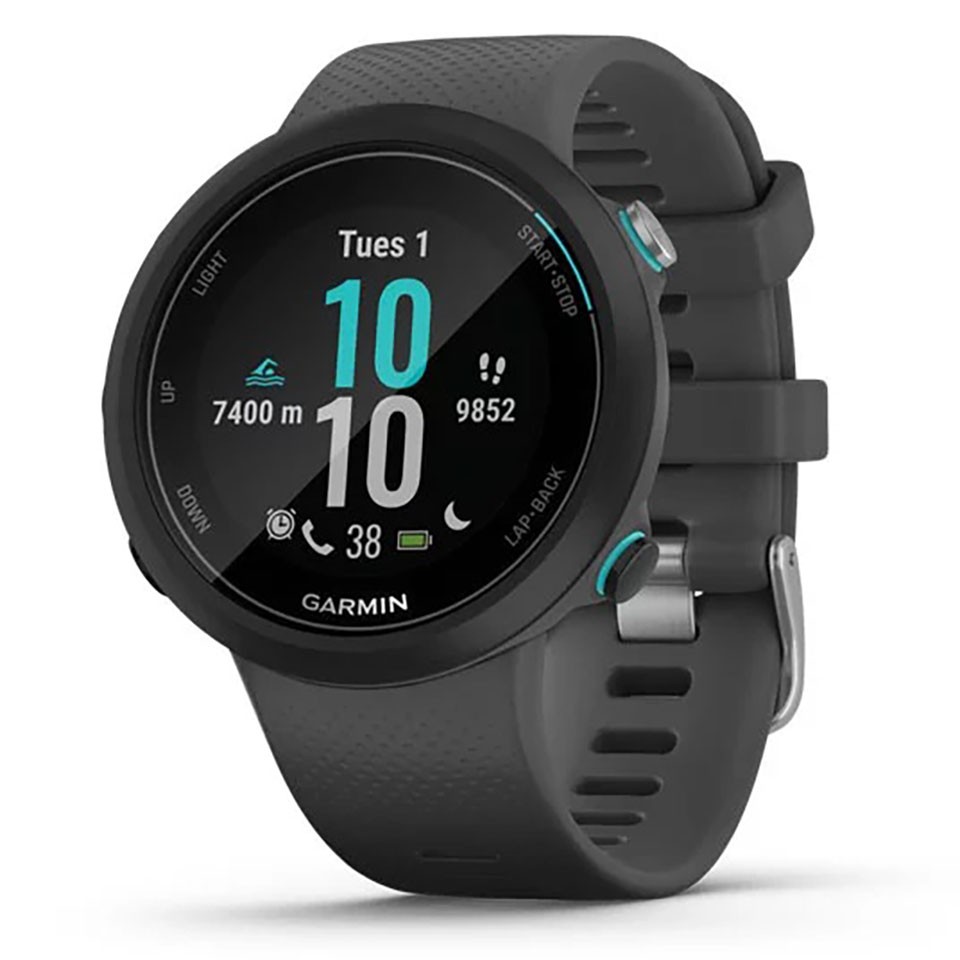 Tues 1
10
10
7400 m
9852
38
GARMIN
LIGHT
UP
DOWN
START·STOP
LAP·BACK